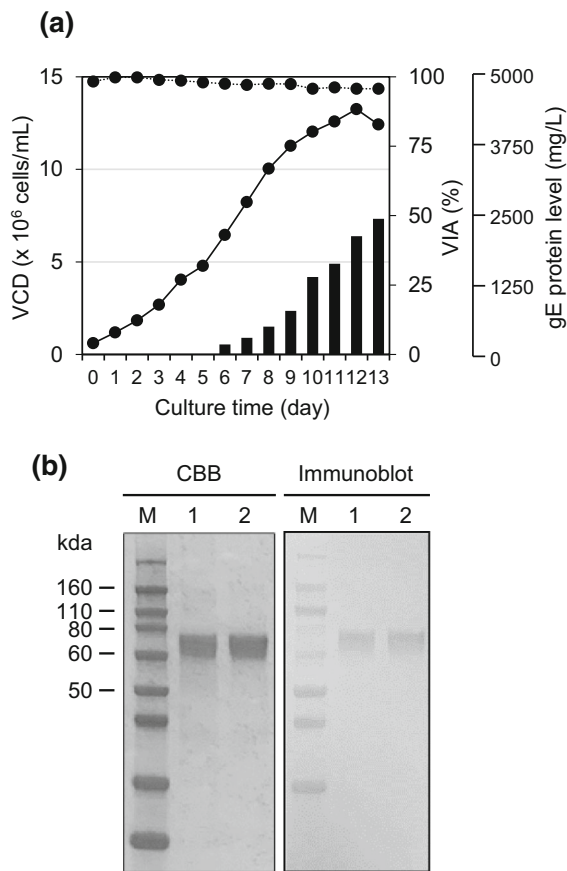 (a)
15 100 5000
10 75 3750
5 50 2500
0 25 1250
0 0
VCD (x 10⁶ cells/mL)
VIA (%)
gE protein level (mg/L)
0 1 2 3 4 5 6 7 8 9 10 11 12 13
Culture time (day)
(b)
CBB Immunoblot
M 1 2 M 1 2
kda
160
110
80
60
50